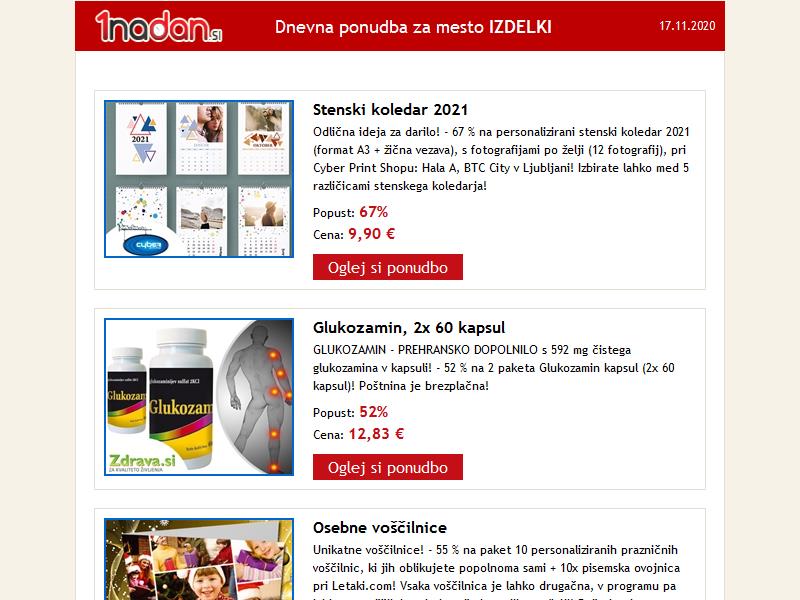 1nadan.si
Dnevna ponudba za mesto IZDELKI
17.11.2020
2021
OKTOBER
cyber
Stenski koledar 2021
Odlična ideja za darilo! - 67 % na personalizirani stenski koledar 2021
(format A3 + žična vezava), s fotografijami po želji (12 fotografij), pri
Cyber Print Shopu: Hala A, BTC City v Ljubljani! Izbirate lahko med 5
različicami stenskega koledarja!
Popust: 67%
Cena: 9,90 €
Oglej si ponudbo
Glukozam
Glukozam
Zdrava.si
ZA KVALITETO ŽIVLJENJA
Glukozamin, 2x 60 kapsul
GLUKOZAMIN - PREHRANSKO DOPOLNILO s 592 mg čistega
glukozamina v kapsuli! - 52 % na 2 paketa Glukozamin kapsul (2x 60
kapsul)! Poštnina je brezplačna!
Popust: 52%
Cena: 12,83 €
Oglej si ponudbo
Osebne voščilnice
Unikatne voščilnice! - 55 % na paket 10 personaliziranih prazničnih
voščilnic, ki jih oblikujete popolnoma sami + 10x pisemska ovojnica
pri Letaki.com! Vsaka voščilnica je lahko drugačna, v programu pa